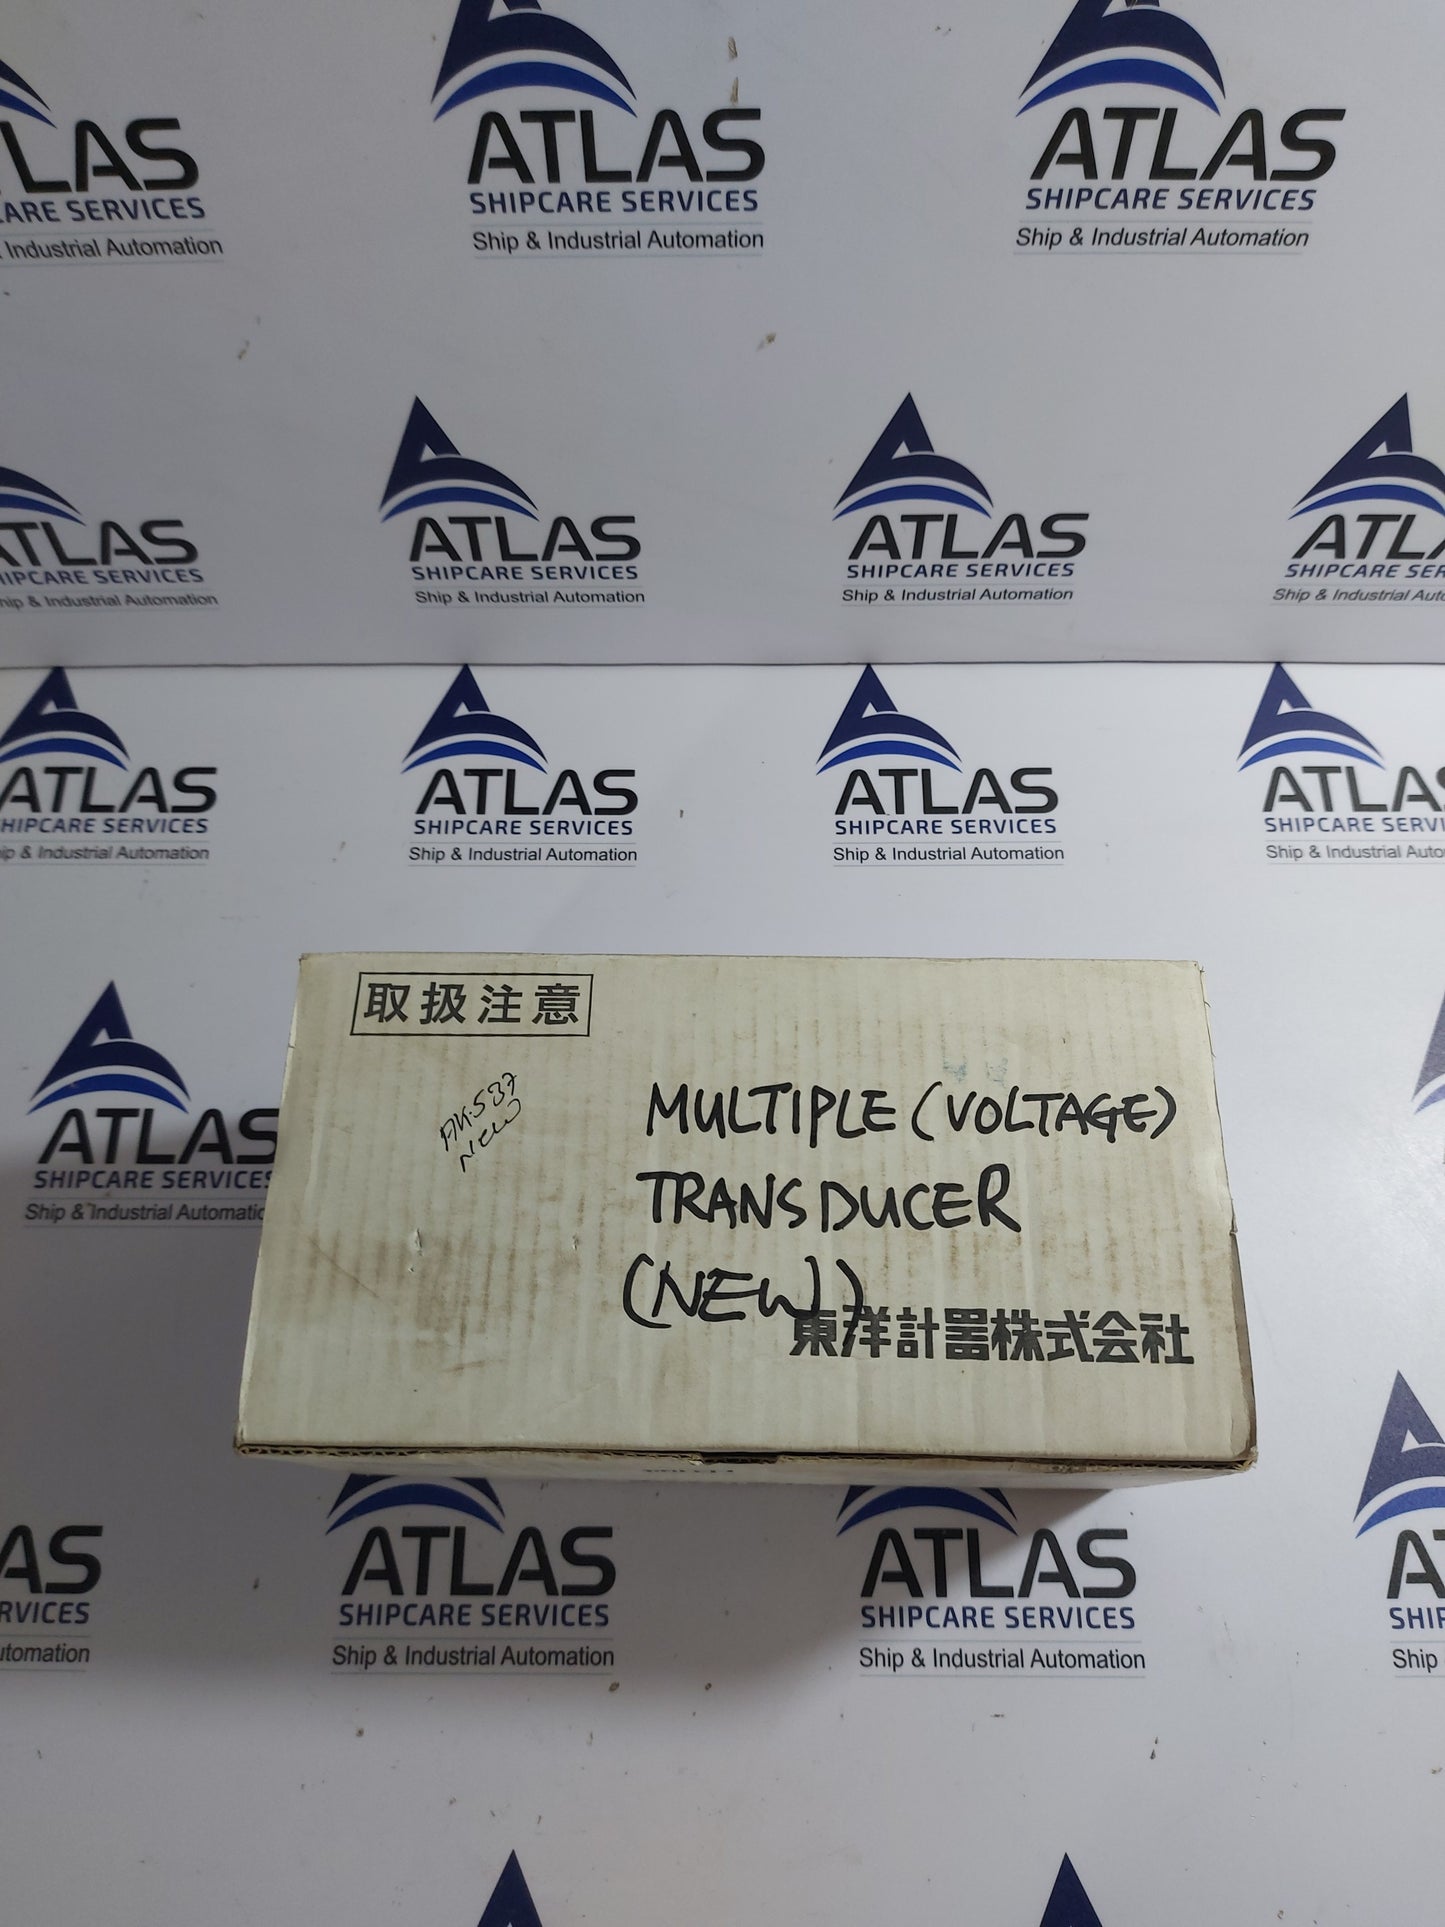 ATLAS
SHIPCARE SERVICES
Ship & Industrial Automation
ATLAS
SHIPCARE SERVICES
Ship & Industrial Automation
LAS
CARE SERVICES
Industrial Automation
ATLAS
SHIPCARE SERVICES
Ship & Industrial Automation
ATLAS
SHIPCARE SERVICES
Ship & Industrial Automation
ATLAS
SHIPCARE SERVICES
Ship & Industrial Automation
ATLAS
SHIPCARE SERVICES
Ship & Industrial Automation
ATLAS
SHIPCARE SERVICES
Ship & Industrial Automation
取扱注意
NEW
MULTIPLE (VOLTAGE)
TRANSDUCER
(NEW)
東洋計器株式会社
ATLAS
SHIPCARE SERVICES
Ship & Industrial Automation
ATLAS
SHIPCARE SERVICES
Ship & Industrial Automation